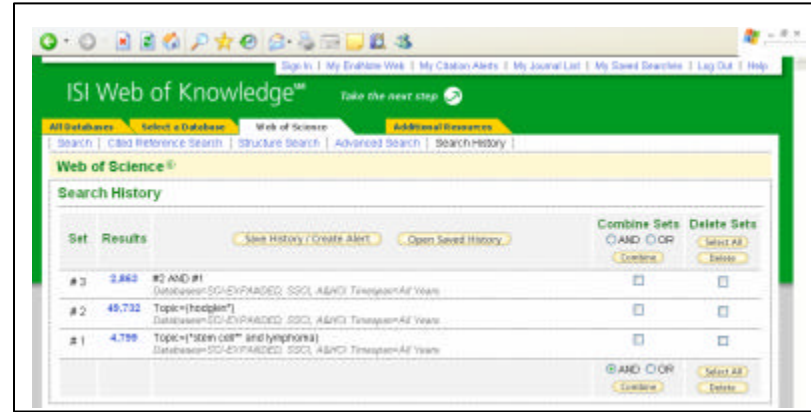 Sign In | My EndNote Web | My Citation Alerts | My Journal List | My Saved Searches | Log Out | Help
ISI Web of Knowledge℠ Take the next step
All Databases Select a Database Web of Science Additional Resources
Search | Cited Reference Search | Structure Search | Advanced Search | Search History |
Web of Science®
Search History
Set Results Save History / Create Alert Open Saved History Combine Sets Delete Sets
AND OR Select All
Combine Delete
# 3 2,863 #2 AND #1
Databases=SCI-EXPANDED, SSCI, A&HCI Timespan=All Years
# 2 49,732 Topic=(hodgkin*)
Databases=SCI-EXPANDED, SSCI, A&HCI Timespan=All Years
# 1 4,799 Topic=("stem cell*" and lymphoma)
Databases=SCI-EXPANDED, SSCI, A&HCI Timespan=All Years
AND OR Select All
Combine Delete